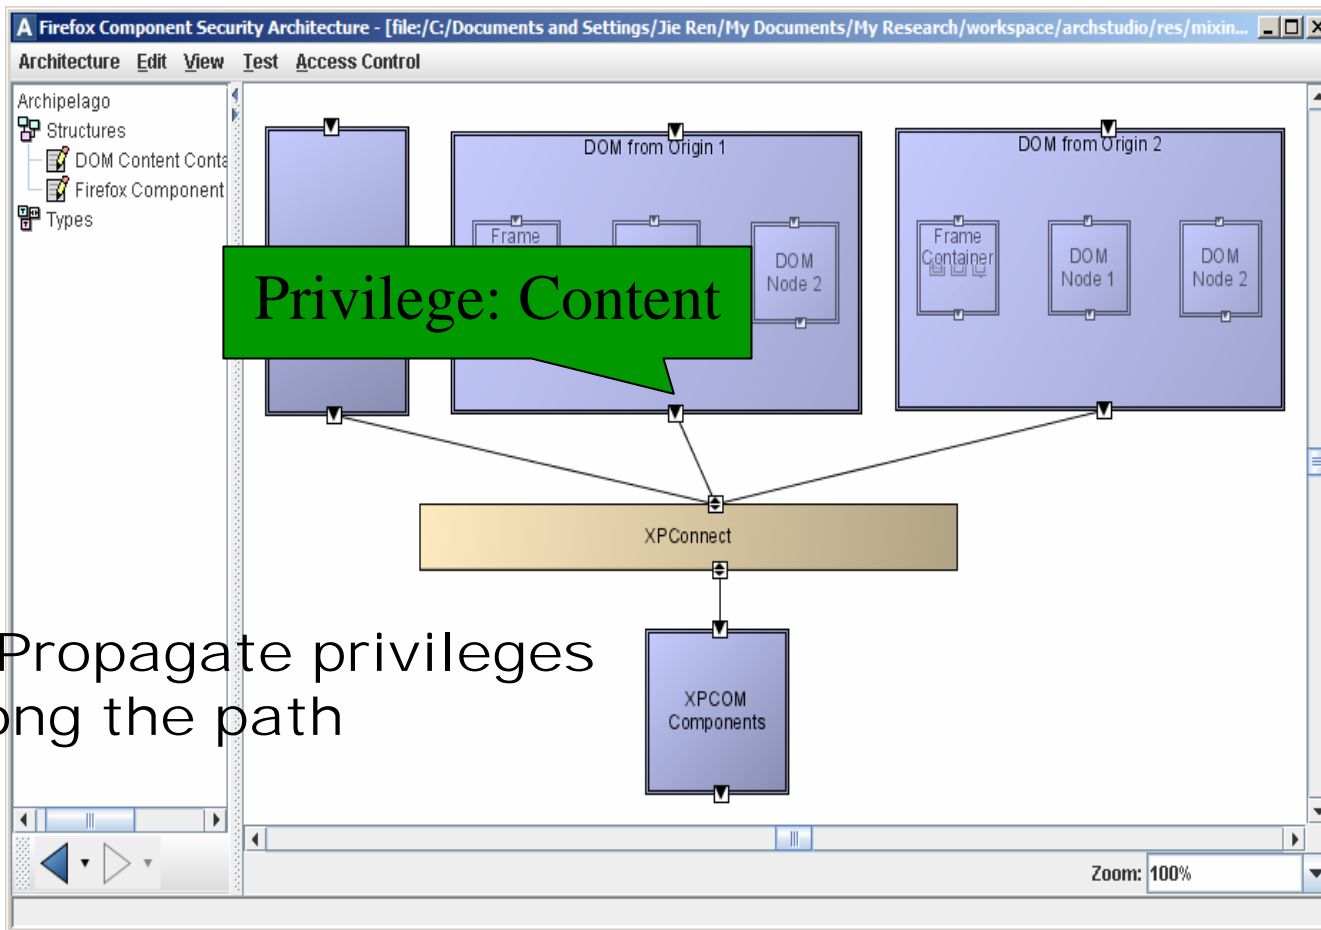 A Firefox Component Security Architecture - [file:/C:/Documents and Settings/Jie Ren/My Documents/My Research/workspace/archstudio/res/mixin...
Architecture Edit View Test Access Control
Archipelago
Structures
DOM Content Conta
Firefox Component
Types
DOM from Origin 1
DOM from Origin 2
Frame
DOM
Node 2
Frame
Container
DOM
Node 1
DOM
Node 2
Privilege: Content
XPConnect
Propagate privileges
ong the path
XPCOM
Components
Zoom: 100%